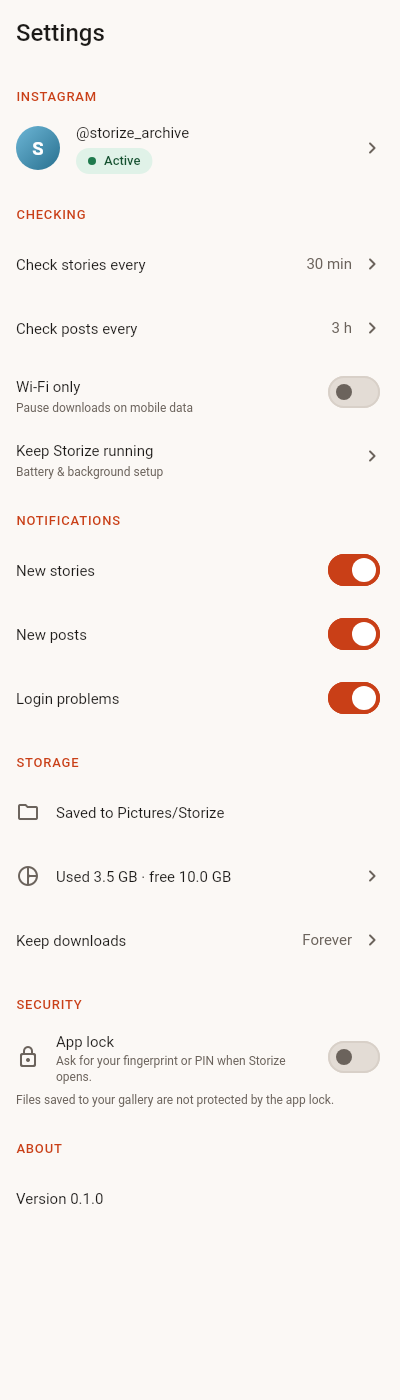 Settings
INSTAGRAM
S
@storize_archive
Active
CHECKING
Check stories every
30 min
Check posts every
3 h
Wi-Fi only
Pause downloads on mobile data
Keep Storize running
Battery & background setup
NOTIFICATIONS
New stories
New posts
Login problems
STORAGE
Saved to Pictures/Storize
Used 3.5 GB · free 10.0 GB
Keep downloads
Forever
SECURITY
App lock
Ask for your fingerprint or PIN when Storize
opens.
Files saved to your gallery are not protected by the app lock.
ABOUT
Version 0.1.0